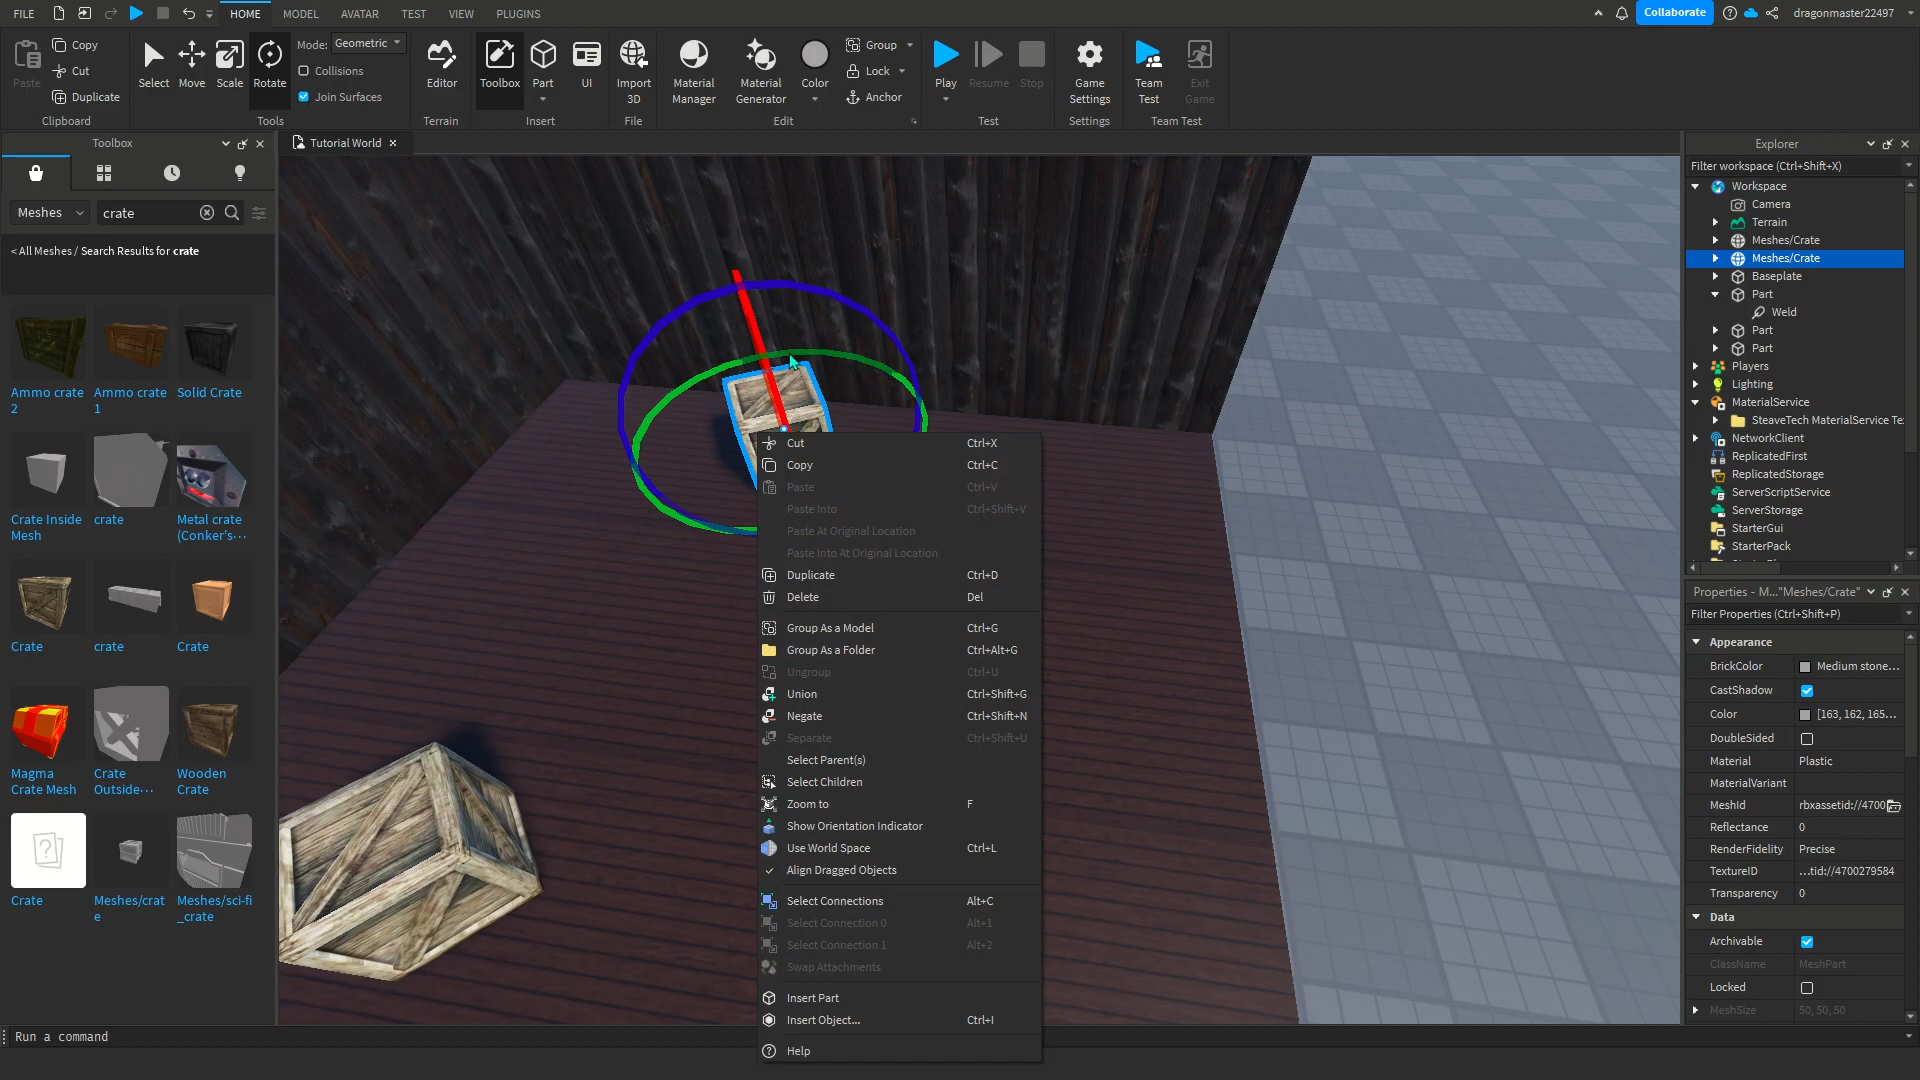 FILE HOME MODEL AVATAR TEST VIEW PLUGINS Collaborate dragonmaster22497
Paste Copy Cut Duplicate
Clipboard
Select Move Scale Rotate
Mode: Geometric
Collisions
Join Surfaces
Tools
Editor
Terrain
Toolbox Part UI
Insert
Import 3D
File
Material Manager Material Generator Color
Group
Lock
Anchor
Edit
Play Resume Stop
Test
Game Settings
Settings
Team Test Exit Game
Team Test
Toolbox
Meshes crate
< All Meshes / Search Results for crate
Ammo crate 2
Ammo crate 1
Solid Crate
Crate Inside Mesh
crate
Metal crate (Conker's...
Crate
crate
Crate
Magma Crate Mesh
Crate Outside...
Wooden Crate
Crate
Meshes/crate
Meshes/sci-fi_crate
Tutorial World
Cut Ctrl+X
Copy Ctrl+C
Paste Ctrl+V
Paste Into Ctrl+Shift+V
Paste At Original Location
Paste Into At Original Location
Duplicate Ctrl+D
Delete Del
Group As a Model Ctrl+G
Group As a Folder Ctrl+Alt+G
Ungroup Ctrl+U
Union Ctrl+Shift+G
Negate Ctrl+Shift+N
Separate Ctrl+Shift+U
Select Parent(s)
Select Children
Zoom to F
Show Orientation Indicator
Use World Space Ctrl+L
Align Dragged Objects
Select Connections Alt+C
Select Connection 0 Alt+1
Select Connection 1 Alt+2
Swap Attachments
Insert Part
Insert Object... Ctrl+I
Help
Explorer
Filter workspace (Ctrl+Shift+X)
Workspace
Camera
Terrain
Meshes/Crate
Meshes/Crate
Baseplate
Part
Weld
Part
Part
Players
Lighting
MaterialService
SteaveTech MaterialService Te
NetworkClient
ReplicatedFirst
ReplicatedStorage
ServerScriptService
ServerStorage
StarterGui
StarterPack
Properties - M..."Meshes/Crate"
Filter Properties (Ctrl+Shift+P)
Appearance
BrickColor Medium stone...
CastShadow
Color [163, 162, 165...
DoubleSided
Material Plastic
MaterialVariant
MeshId rbxassetid://4700
Reflectance 0
RenderFidelity Precise
TextureID ...tid://4700279584
Transparency 0
Data
Archivable
ClassName MeshPart
Locked
MeshSize 50, 50, 50
Run a command